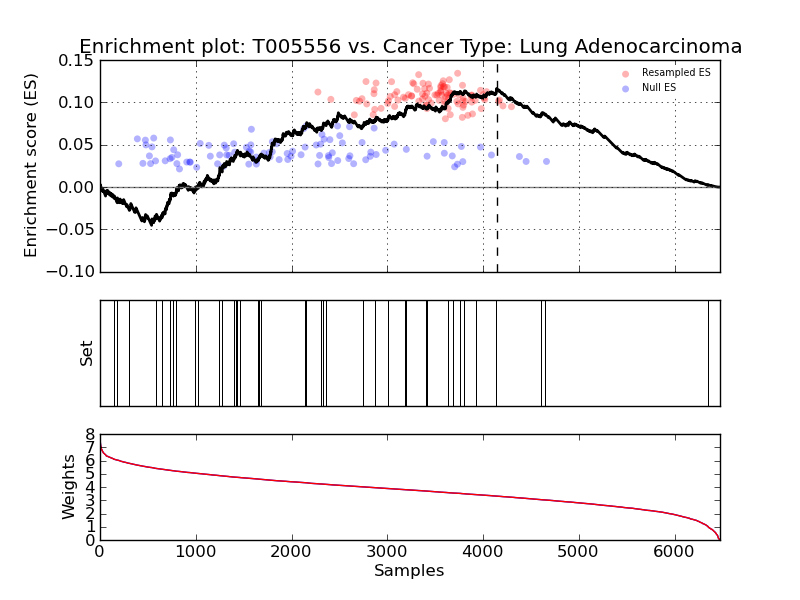 Enrichment plot: T005556 vs. Cancer Type: Lung Adenocarcinoma
Enrichment score (ES)
0.15
0.10
0.05
0.00
−0.05
−0.10
Resampled ES
Null ES
Set
Weights
8
7
6
5
4
3
2
1
0
0 1000 2000 3000 4000 5000 6000
Samples